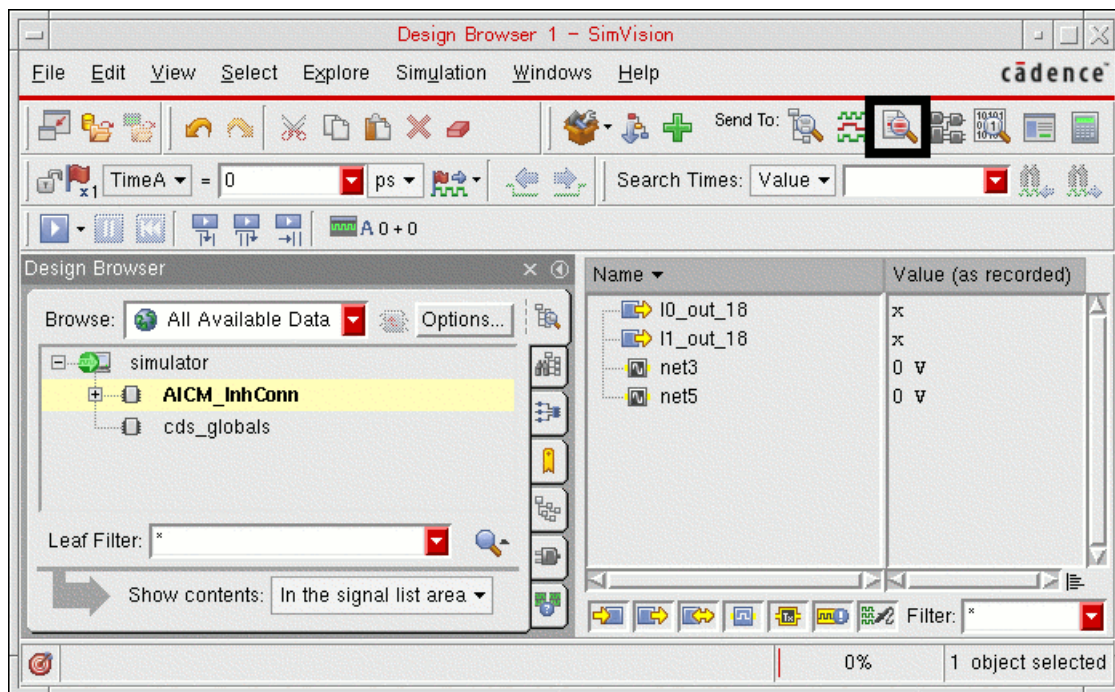 Design Browser 1 - SimVision
File Edit View Select Explore Simulation Windows Help cādence™
Send To:
x1 TimeA = 0 ps Search Times: Value
A 0 + 0
Design Browser
Name Value (as recorded)
Browse: All Available Data Options...
I0_out_18 x
I1_out_18 x
simulator
net3 0 V
AICM_InhConn
net5 0 V
cds_globals
Leaf Filter: *
Show contents: In the signal list area
Filter: *
0% 1 object selected